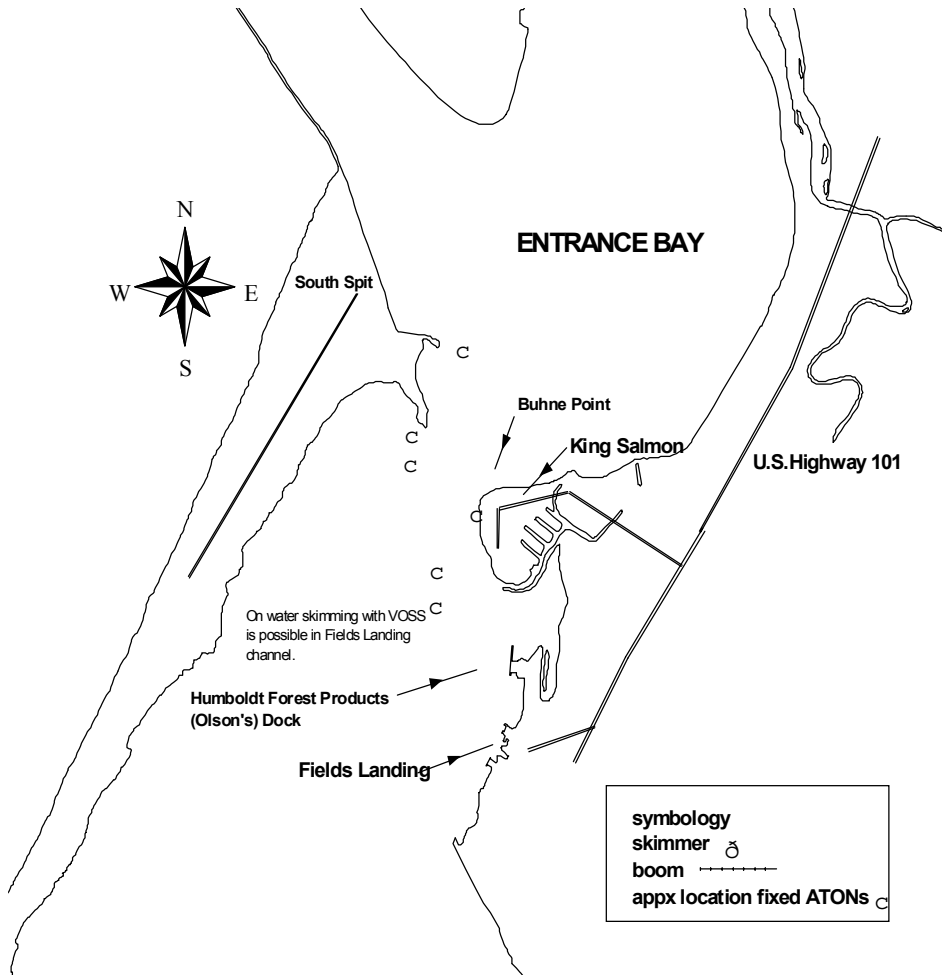 N
ENTRANCE BAY
South Spit
W
E
S
C
Buhne Point
C
King Salmon
C
U.S.Highway 101
C
C
On water skimming with VOSS
C
is possible in Fields Landing
channel.
Humboldt Forest Products
(Olson's) Dock
Fields Landing
symbology
skimmer ð
boom
appx location fixed ATONs C